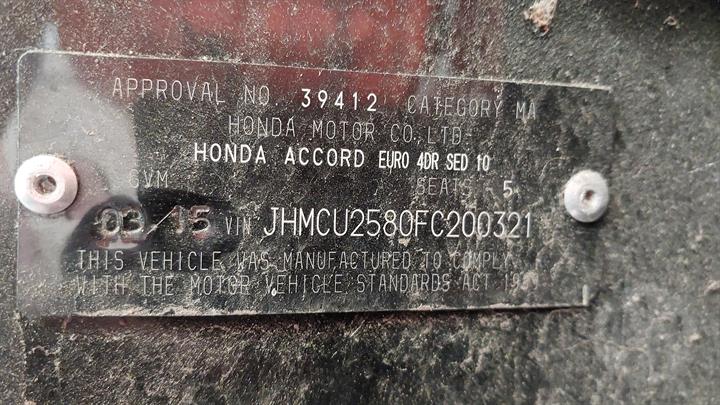 APPROVAL NO. 39412 CATEGORY MA
HONDA MOTOR CO.,LTD
HONDA ACCORD EURO 4DR SED 10
GVM SEATS 5
03/15 VIN JHMCU2580FC200321
THIS VEHICLE WAS MANUFACTURED TO COMPLY
WITH THE MOTOR VEHICLE STANDARDS ACT